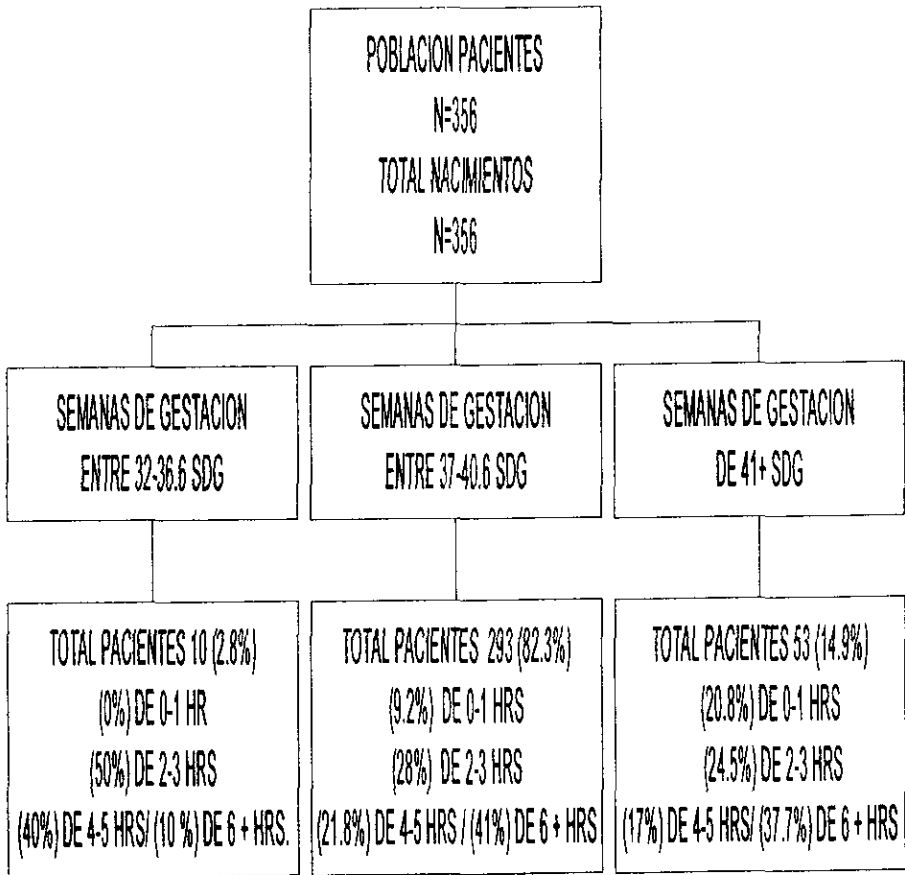 POBLACION PACIENTES
N=356
TOTAL NACIMIENTOS
N=356
SEMANAS DE GESTACION
ENTRE 32-36.6 SDG
SEMANAS DE GESTACION
ENTRE 37-40.6 SDG
SEMANAS DE GESTACION
DE 41+ SDG
TOTAL PACIENTES 10 (2.8%)
(0%) DE 0-1 HR
(50%) DE 2-3 HRS
(40%) DE 4-5 HRS/ (10 %) DE 6 + HRS.
TOTAL PACIENTES 293 (82.3%)
(9.2%) DE 0-1 HRS
(28%) DE 2-3 HRS
(21.8%) DE 4-5 HRS / (41%) DE 6 + HRS
TOTAL PACIENTES 53 (14.9%)
(20.8%) DE 0-1 HRS
(24.5%) DE 2-3 HRS
(17%) DE 4-5 HRS/ (37.7%) DE 6 + HRS